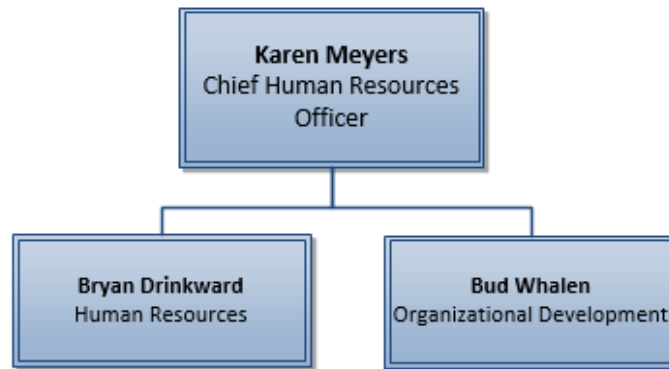 Karen Meyers
Chief Human Resources
Officer
Bryan Drinkward
Human Resources
Bud Whalen
Organizational Development